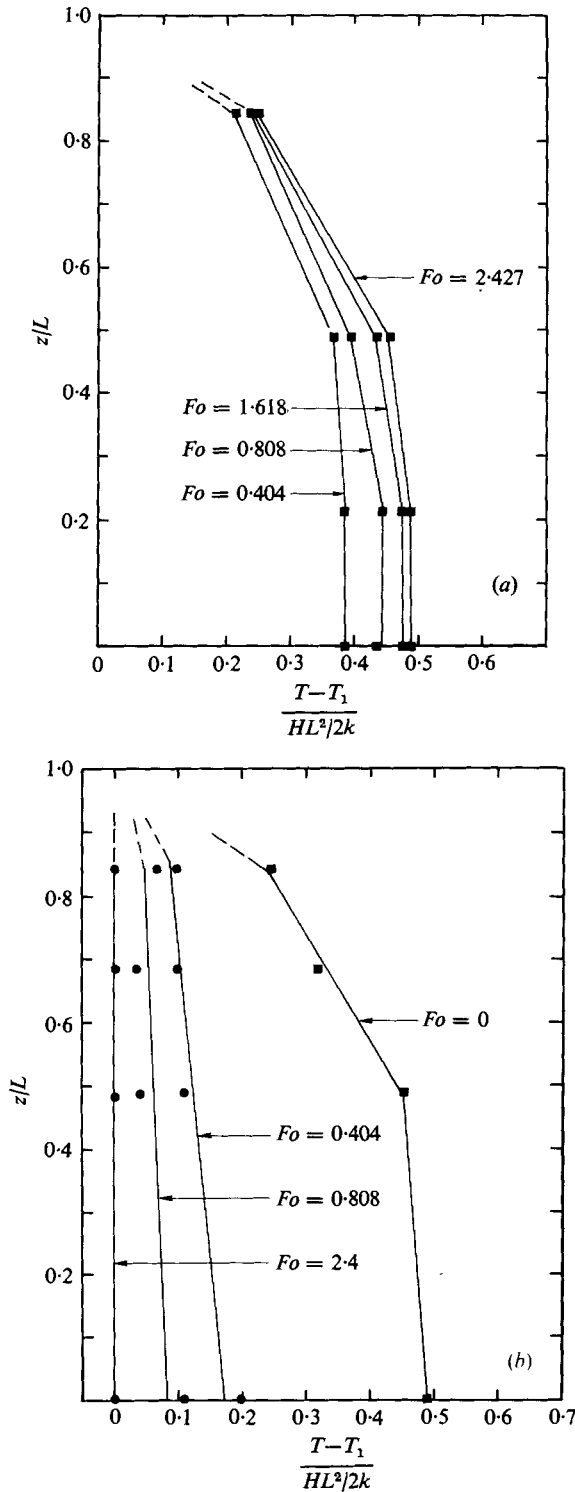 1·0
0·8
0·6
0·4
0·2
z/L
Fo = 2·427
Fo = 1·618
Fo = 0·808
Fo = 0·404
(a)
0 0·1 0·2 0·3 0·4 0·5 0·6
T−T₁
HL²/2k
1·0
0·8
0·6
0·4
0·2
z/L
Fo = 0
Fo = 0·404
Fo = 0·808
Fo = 2·4
(b)
0 0·1 0·2 0·3 0·4 0·5 0·6 0·7
T−T₁
HL²/2k